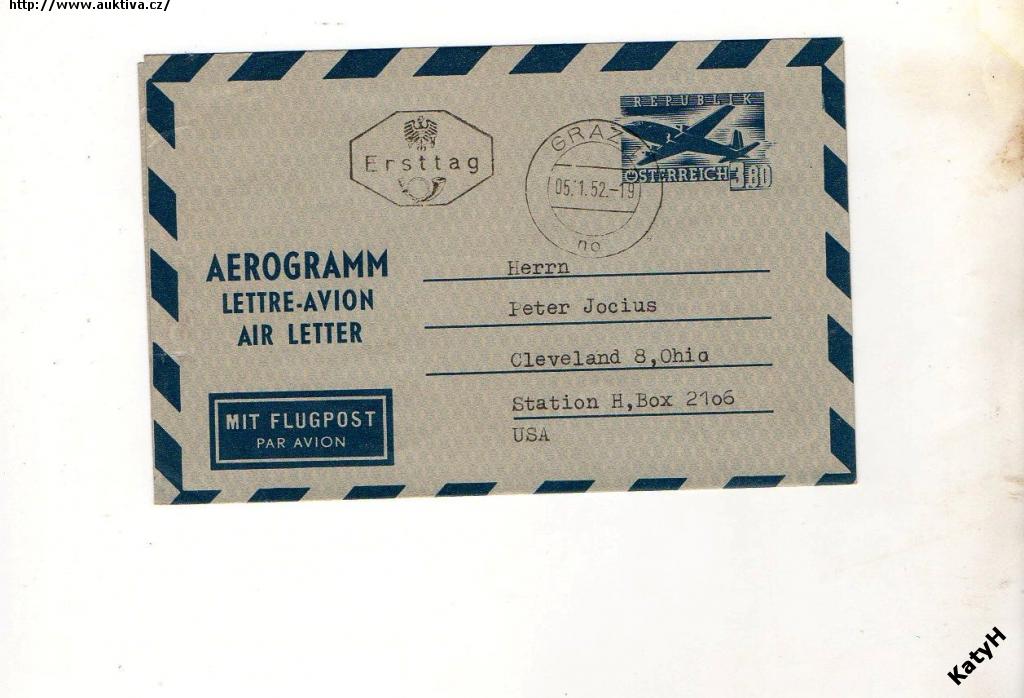 http://www.auktiva.cz/
REPUBLIK
ÖSTERREICH 3.80
Ersttag
GRAZ
05.1.52.-19
no
AEROGRAMM
LETTRE-AVION
AIR LETTER
Herrn
Peter Jocius
Cleveland 8,Ohio
Station H,Box 2106
USA
MIT FLUGPOST
PAR AVION
KatyH